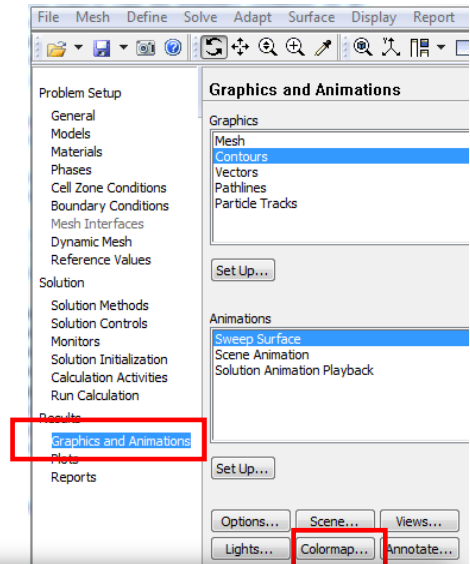 File Mesh Define Solve Adapt Surface Display Report
Problem Setup
General
Models
Materials
Phases
Cell Zone Conditions
Boundary Conditions
Mesh Interfaces
Dynamic Mesh
Reference Values
Solution
Solution Methods
Solution Controls
Monitors
Solution Initialization
Calculation Activities
Run Calculation
Results
Graphics and Animations
Plots
Reports
Graphics and Animations
Graphics
Mesh
Contours
Vectors
Pathlines
Particle Tracks
Set Up...
Animations
Sweep Surface
Scene Animation
Solution Animation Playback
Set Up...
Options... Scene... Views...
Lights... Colormap... Annotate...